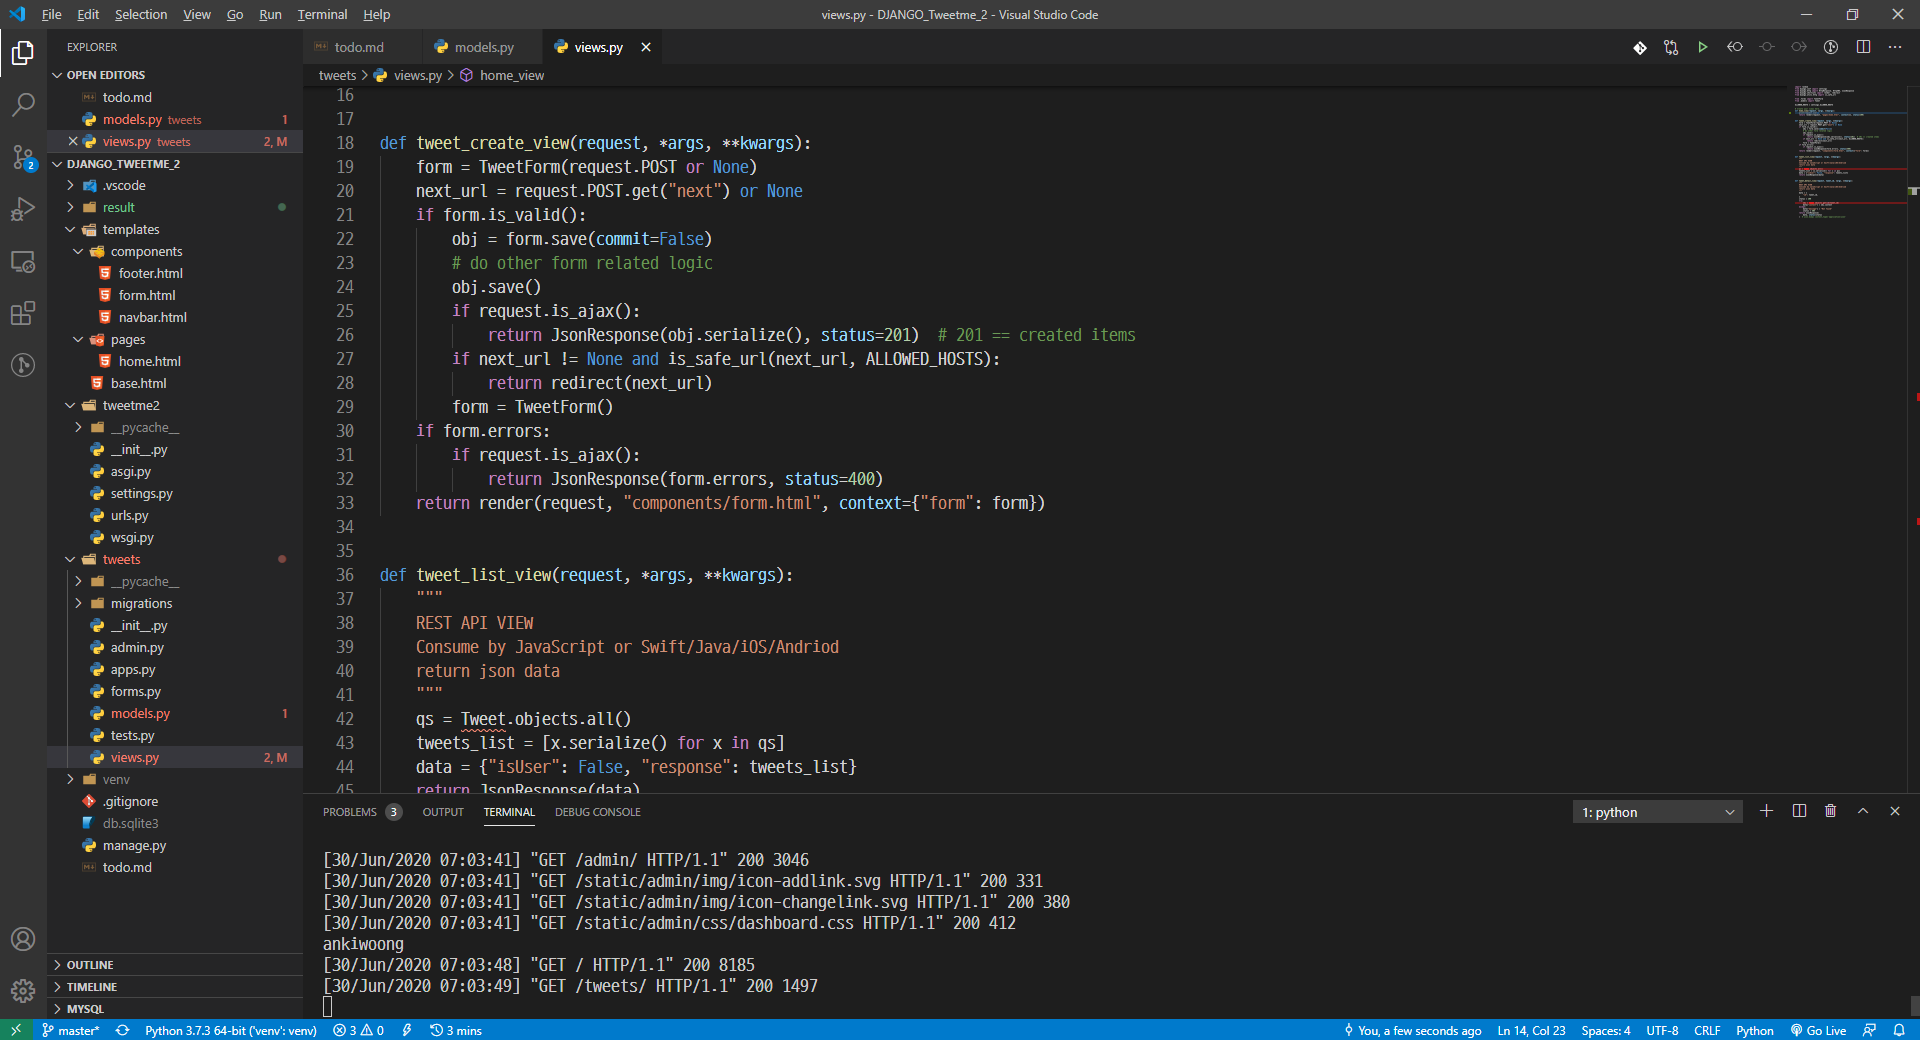 File Edit Selection View Go Run Terminal Help
views.py - DJANGO_Tweetme_2 - Visual Studio Code
EXPLORER
OPEN EDITORS
todo.md
models.py tweets 1
views.py tweets 2, M
DJANGO_TWEETME_2
.vscode
result
templates
components
footer.html
form.html
navbar.html
pages
home.html
base.html
tweetme2
__pycache__
__init__.py
asgi.py
settings.py
urls.py
wsgi.py
tweets
__pycache__
migrations
__init__.py
admin.py
apps.py
forms.py
models.py 1
tests.py
views.py 2, M
venv
.gitignore
db.sqlite3
manage.py
todo.md
OUTLINE
TIMELINE
MYSQL
2
todo.md models.py views.py
tweets > views.py > home_view
16
17
18 def tweet_create_view(request, *args, **kwargs):
19 form = TweetForm(request.POST or None)
20 next_url = request.POST.get("next") or None
21 if form.is_valid():
22 obj = form.save(commit=False)
23 # do other form related logic
24 obj.save()
25 if request.is_ajax():
26 return JsonResponse(obj.serialize(), status=201) # 201 == created items
27 if next_url != None and is_safe_url(next_url, ALLOWED_HOSTS):
28 return redirect(next_url)
29 form = TweetForm()
30 if form.errors:
31 if request.is_ajax():
32 return JsonResponse(form.errors, status=400)
33 return render(request, "components/form.html", context={"form": form})
34
35
36 def tweet_list_view(request, *args, **kwargs):
37 """
38 REST API VIEW
39 Consume by JavaScript or Swift/Java/iOS/Andriod
40 return json data
41 """
42 qs = Tweet.objects.all()
43 tweets_list = [x.serialize() for x in qs]
44 data = {"isUser": False, "response": tweets_list}
45 return JsonResponse(data)
PROBLEMS 3 OUTPUT TERMINAL DEBUG CONSOLE
1: python
[30/Jun/2020 07:03:41] "GET /admin/ HTTP/1.1" 200 3046
[30/Jun/2020 07:03:41] "GET /static/admin/img/icon-addlink.svg HTTP/1.1" 200 331
[30/Jun/2020 07:03:41] "GET /static/admin/img/icon-changelink.svg HTTP/1.1" 200 380
[30/Jun/2020 07:03:41] "GET /static/admin/css/dashboard.css HTTP/1.1" 200 412
ankiwoong
[30/Jun/2020 07:03:48] "GET / HTTP/1.1" 200 8185
[30/Jun/2020 07:03:49] "GET /tweets/ HTTP/1.1" 200 1497
master* Python 3.7.3 64-bit ('venv': venv) 3 0 3 mins
You, a few seconds ago Ln 14, Col 23 Spaces: 4 UTF-8 CRLF Python Go Live